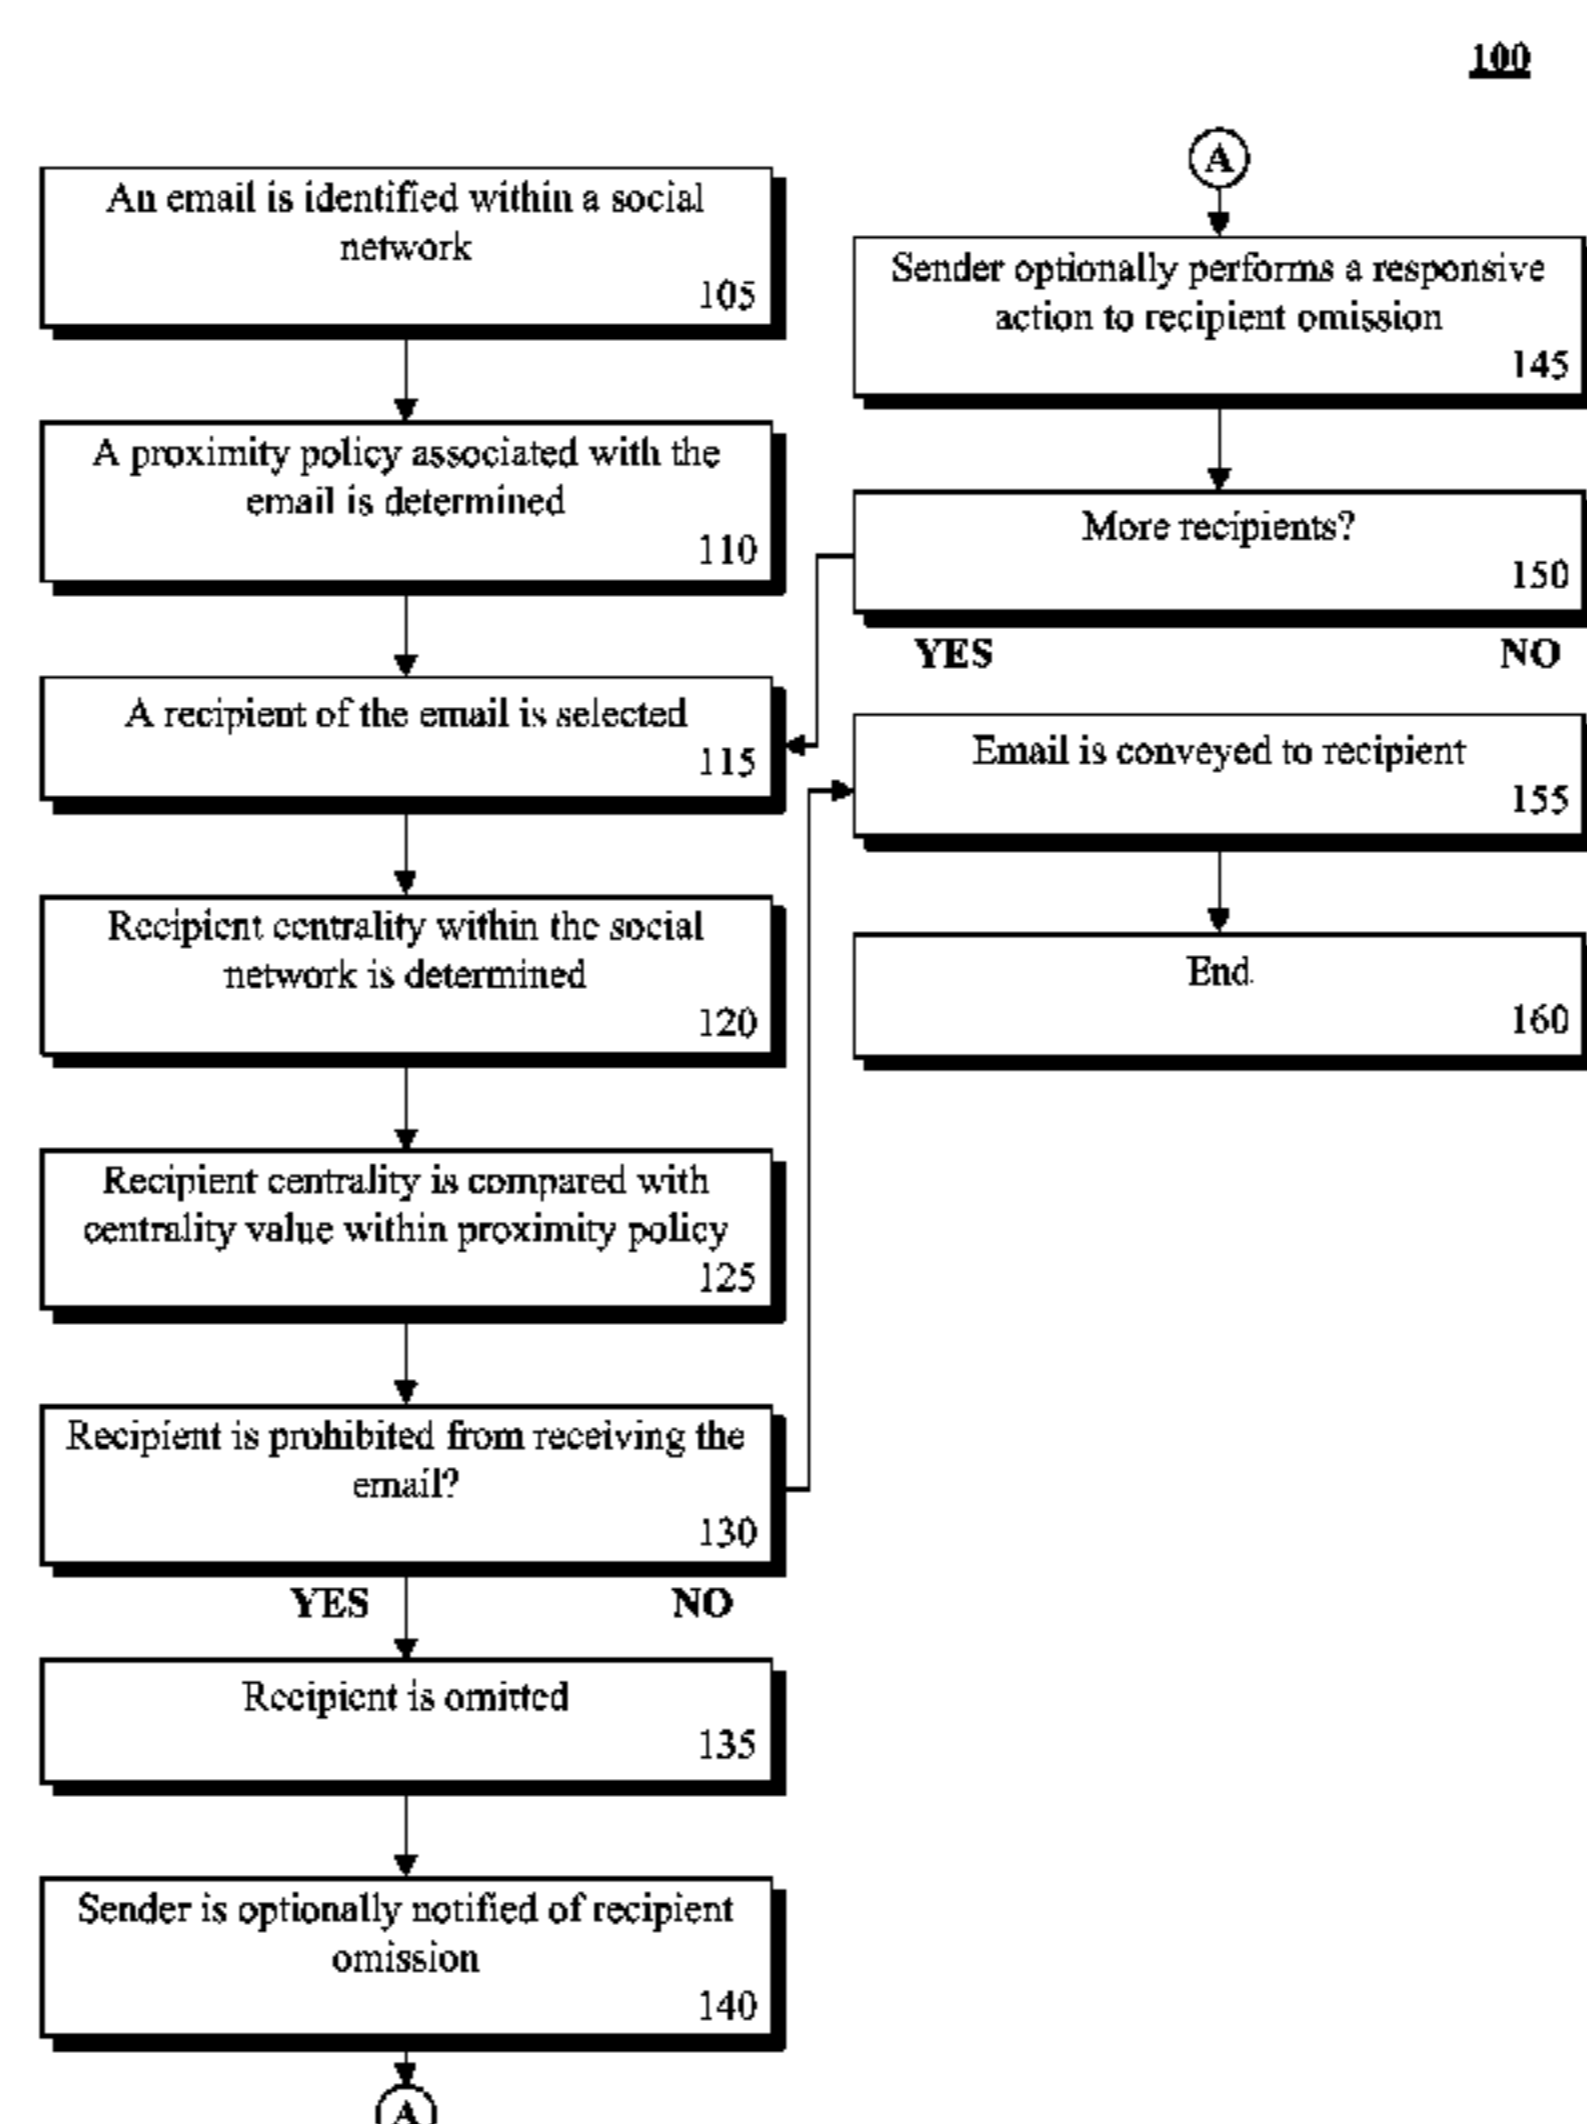 100
An email is identified within a social
network
105
A proximity policy associated with the
email is determined
110
A recipient of the email is selected
115
Recipient centrality within the social
network is determined
120
Recipient centrality is compared with
centrality value within proximity policy
125
Recipient is prohibited from receiving the
email?
130
YES NO
Recipient is omitted
135
Sender is optionally notified of recipient
omission
140
A
A
Sender optionally performs a responsive
action to recipient omission
145
More recipients?
150
YES NO
Email is conveyed to recipient
155
End
160